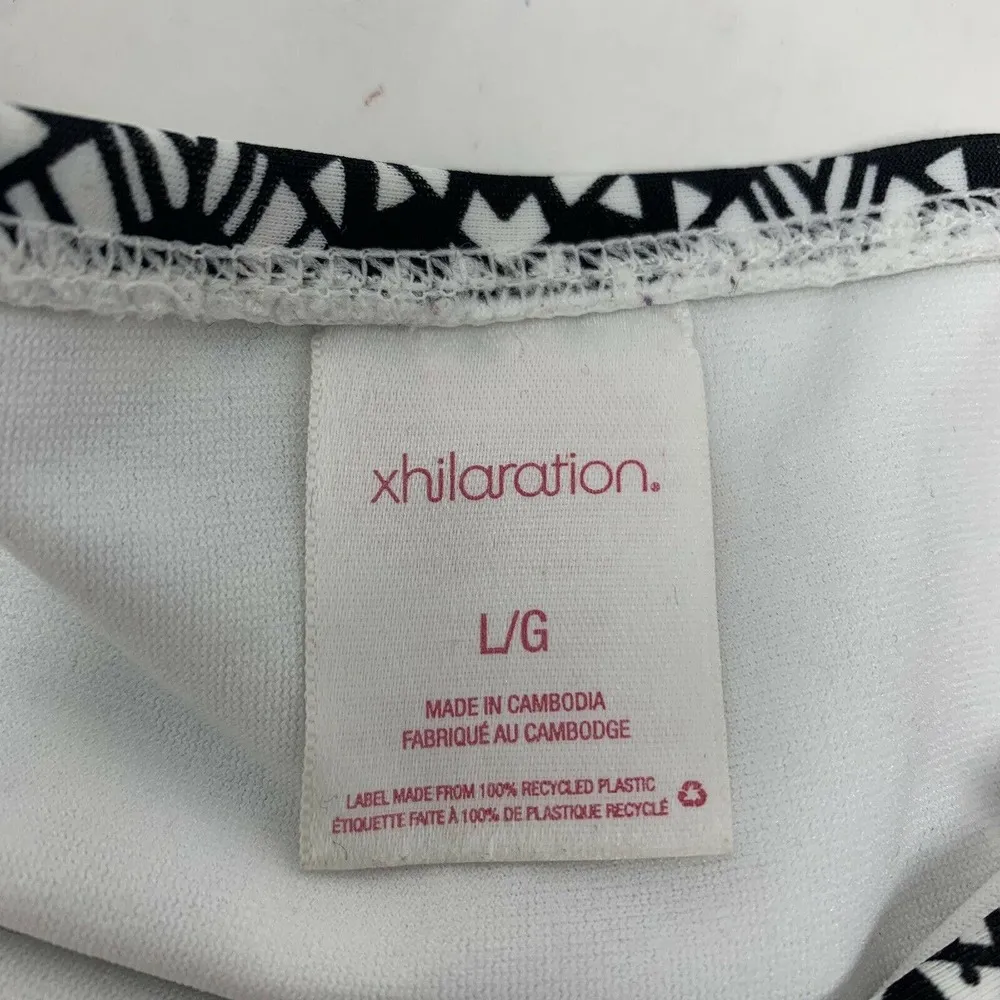 xhilaration.
L/G
MADE IN CAMBODIA
FABRIQUÉ AU CAMBODGE
LABEL MADE FROM 100% RECYCLED PLASTIC
ÉTIQUETTE FAITE À 100% DE PLASTIQUE RECYCLÉ